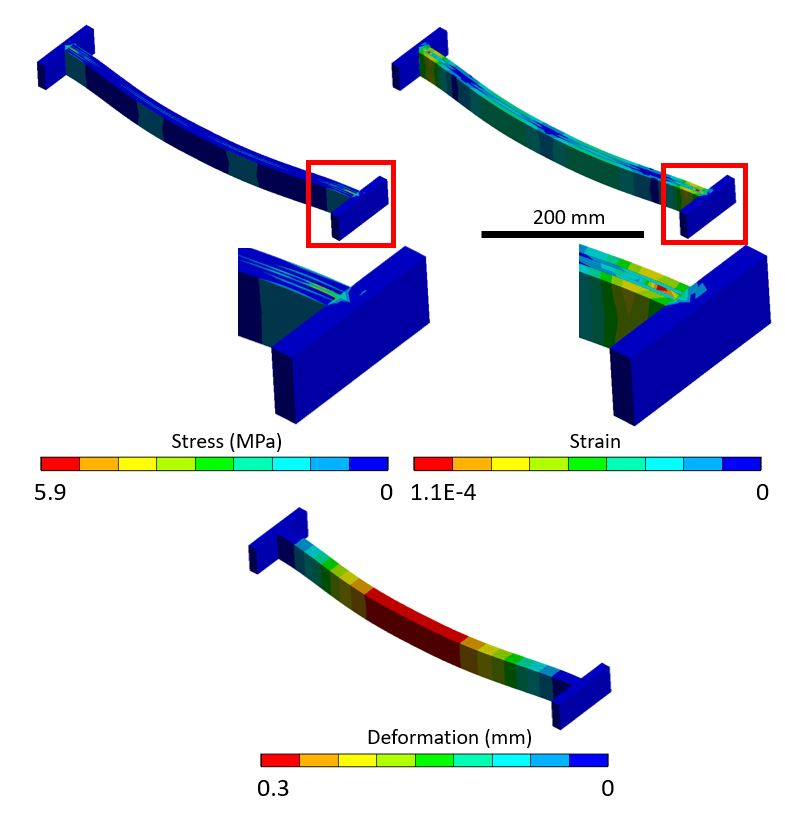 200 mm
Stress (MPa)
5.9 0
Strain
1.1E-4 0
Deformation (mm)
0.3 0